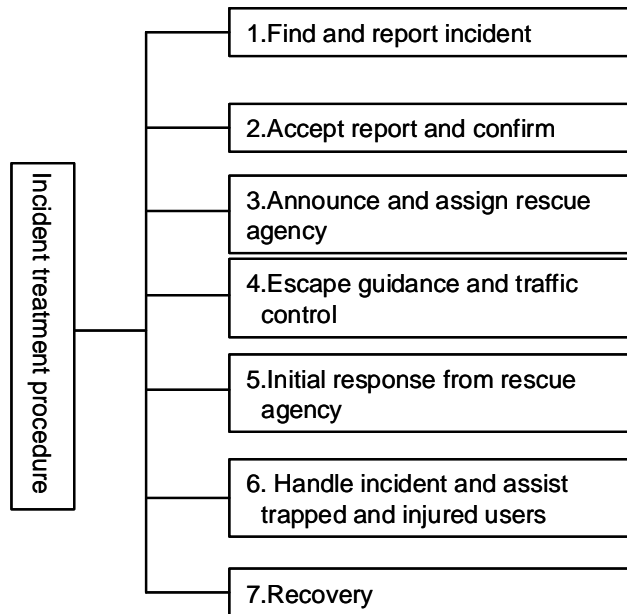 1.Find and report incident
2.Accept report and confirm
3.Announce and assign rescue
agency
4.Escape guidance and traffic
control
5.Initial response from rescue
agency
6. Handle incident and assist
trapped and injured users
7.Recovery
Incident treatment procedure